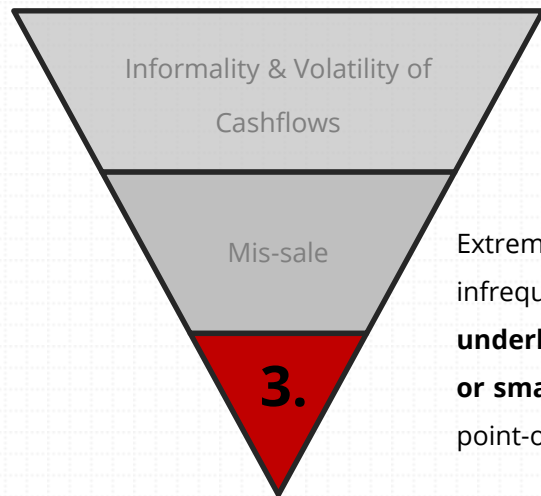 Informality & Volatility of
Cashflows
Mis-sale
3.
Extrem
infrequ
underl
or sma
point-o